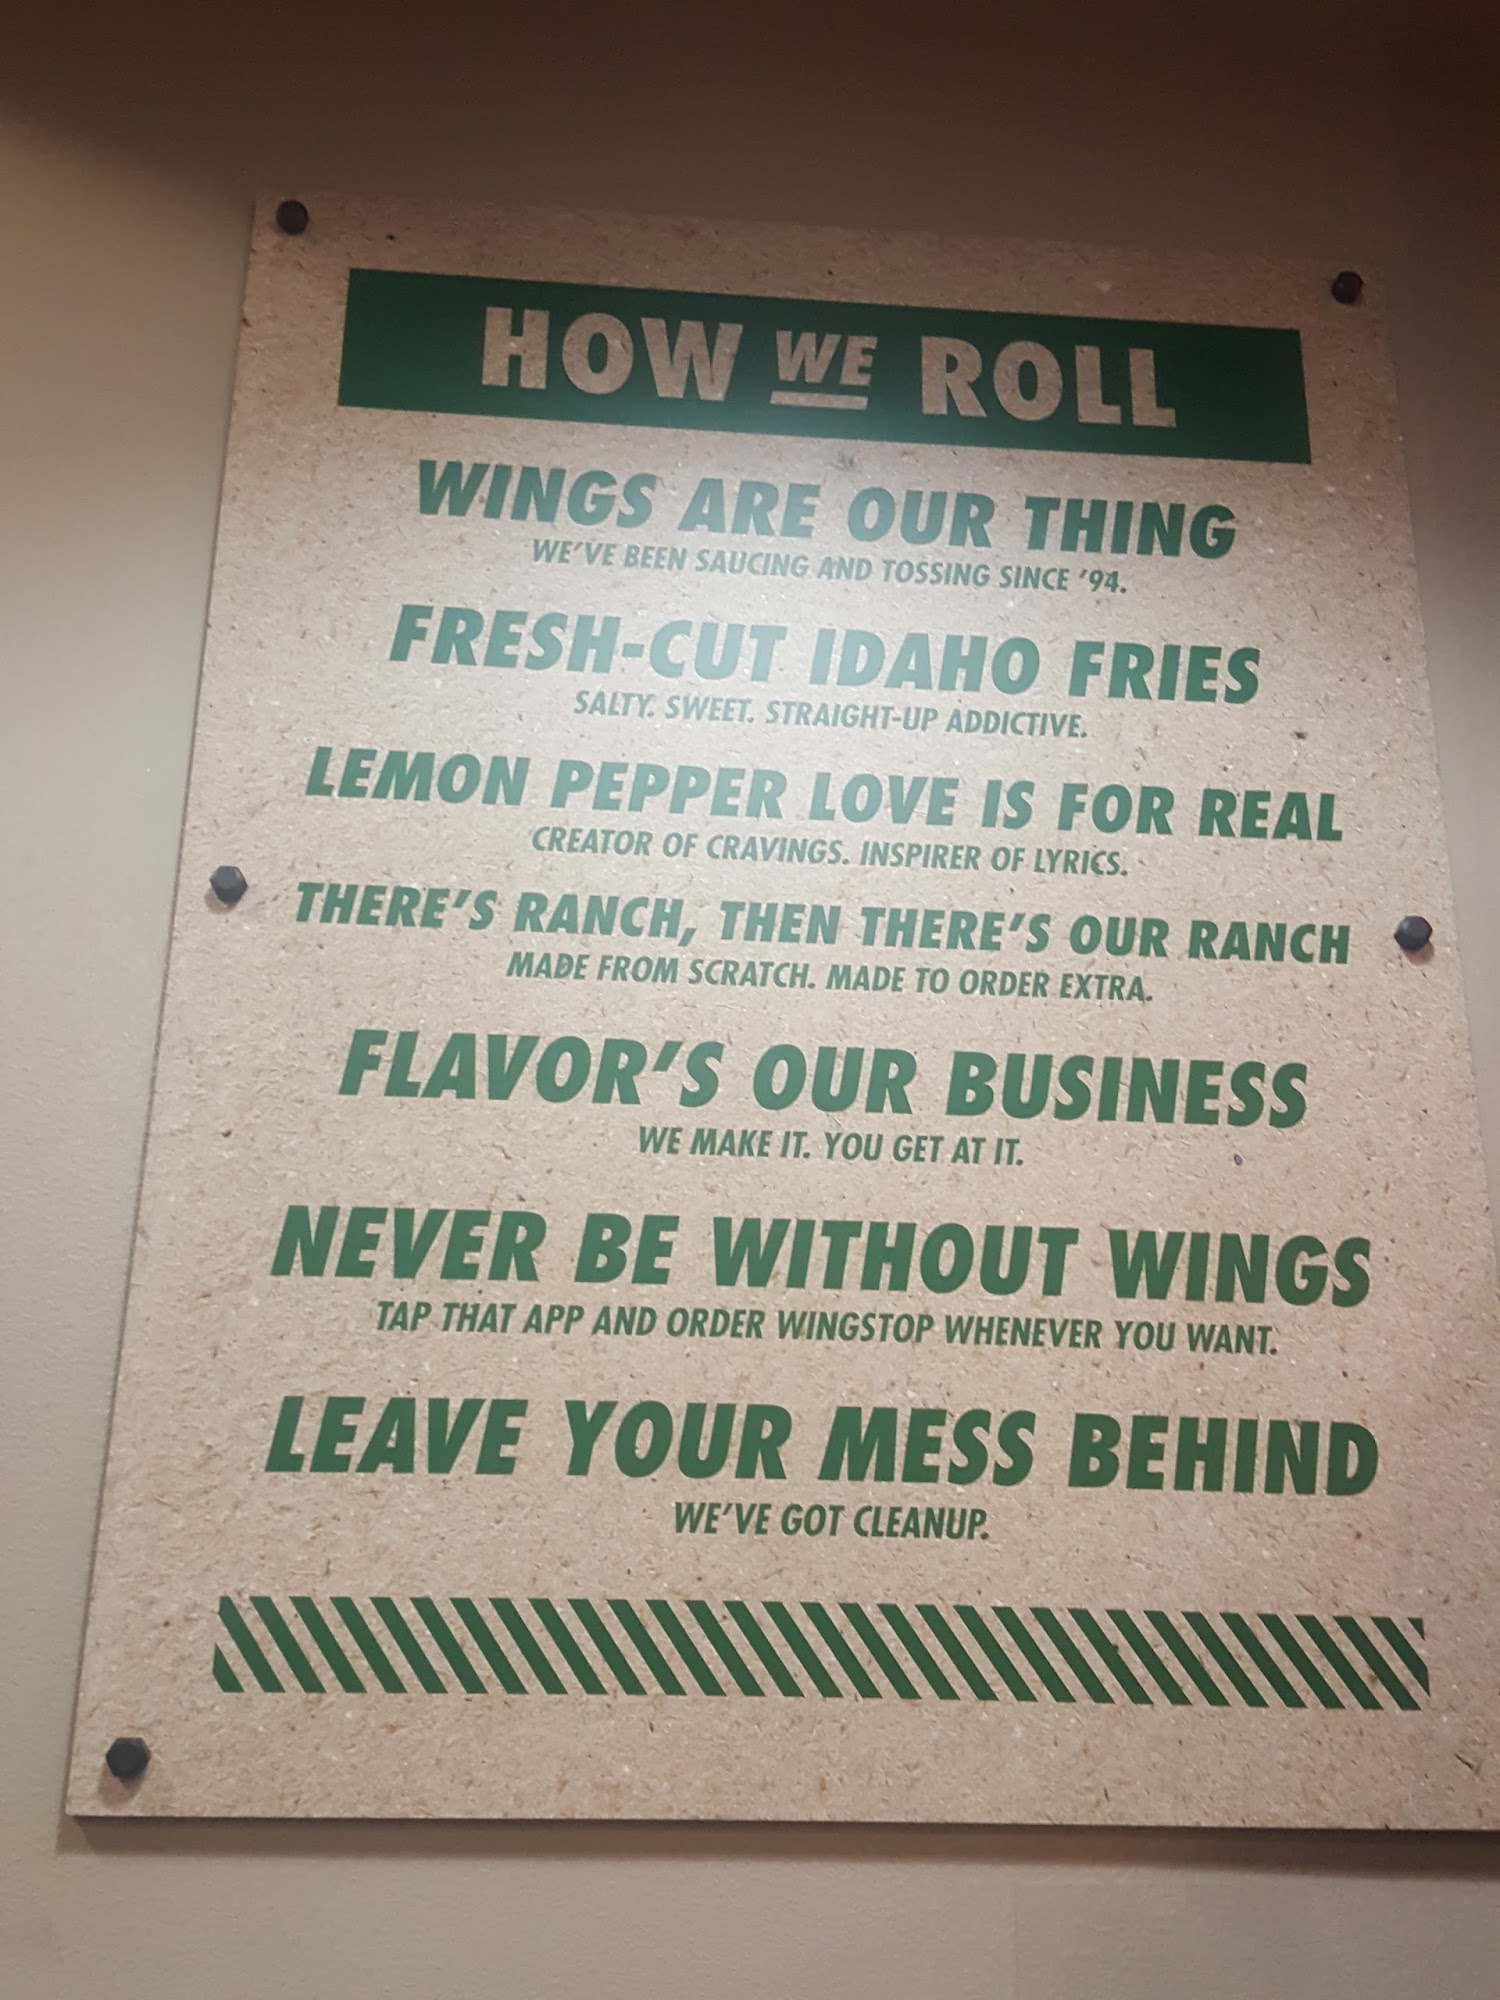 HOW WE ROLL
WINGS ARE OUR THING
WE'VE BEEN SAUCING AND TOSSING SINCE '94.
FRESH-CUT IDAHO FRIES
SALTY. SWEET. STRAIGHT-UP ADDICTIVE.
LEMON PEPPER LOVE IS FOR REAL
CREATOR OF CRAVINGS. INSPIRER OF LYRICS.
THERE'S RANCH, THEN THERE'S OUR RANCH
MADE FROM SCRATCH. MADE TO ORDER EXTRA.
FLAVOR'S OUR BUSINESS
WE MAKE IT. YOU GET AT IT.
NEVER BE WITHOUT WINGS
TAP THAT APP AND ORDER WINGSTOP WHENEVER YOU WANT.
LEAVE YOUR MESS BEHIND
WE'VE GOT CLEANUP.